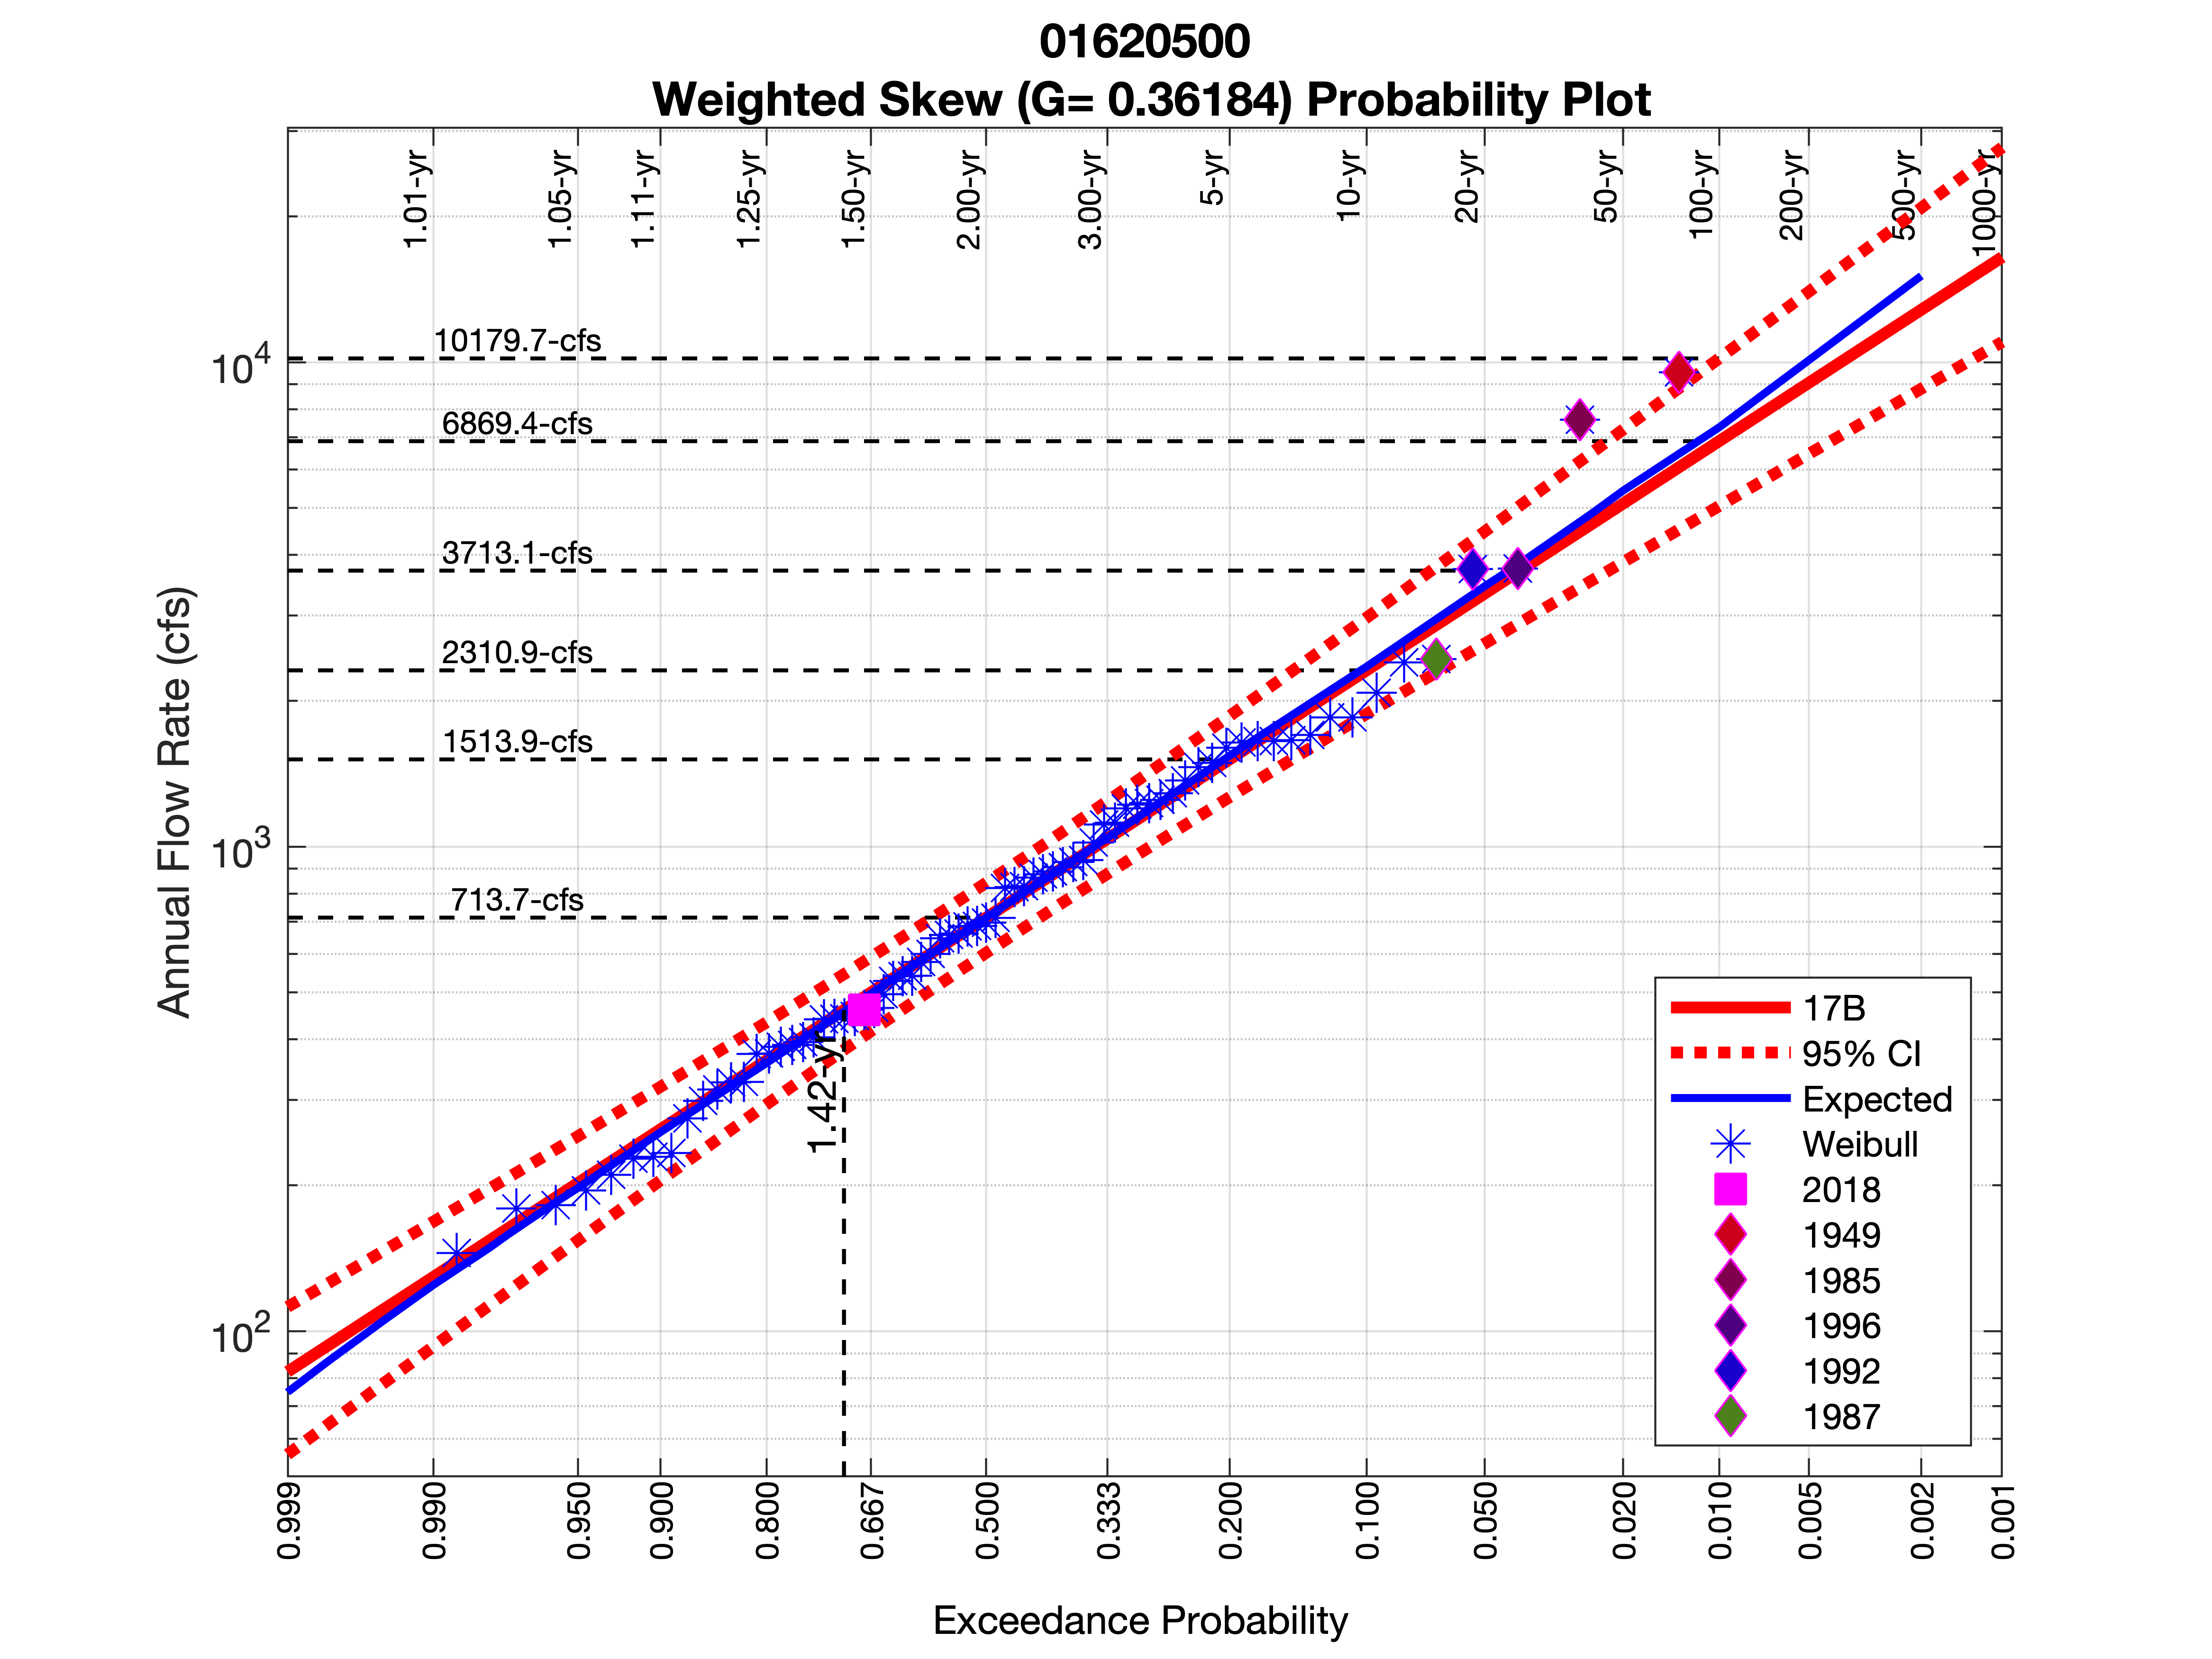 01620500
Weighted Skew (G= 0.36184) Probability Plot
1.01-yr
1.05-yr
1.11-yr
1.25-yr
1.50-yr
2.00-yr
3.00-yr
5-yr
10-yr
20-yr
50-yr
100-yr
200-yr
500-yr
1000-yr
10179.7-cfs
6869.4-cfs
3713.1-cfs
2310.9-cfs
1513.9-cfs
713.7-cfs
1.42-yr
10^4
10^3
10^2
Annual Flow Rate (cfs)
17B
95% CI
Expected
Weibull
2018
1949
1985
1996
1992
1987
0.999
0.990
0.950
0.900
0.800
0.667
0.500
0.333
0.200
0.100
0.050
0.020
0.010
0.005
0.002
0.001
Exceedance Probability